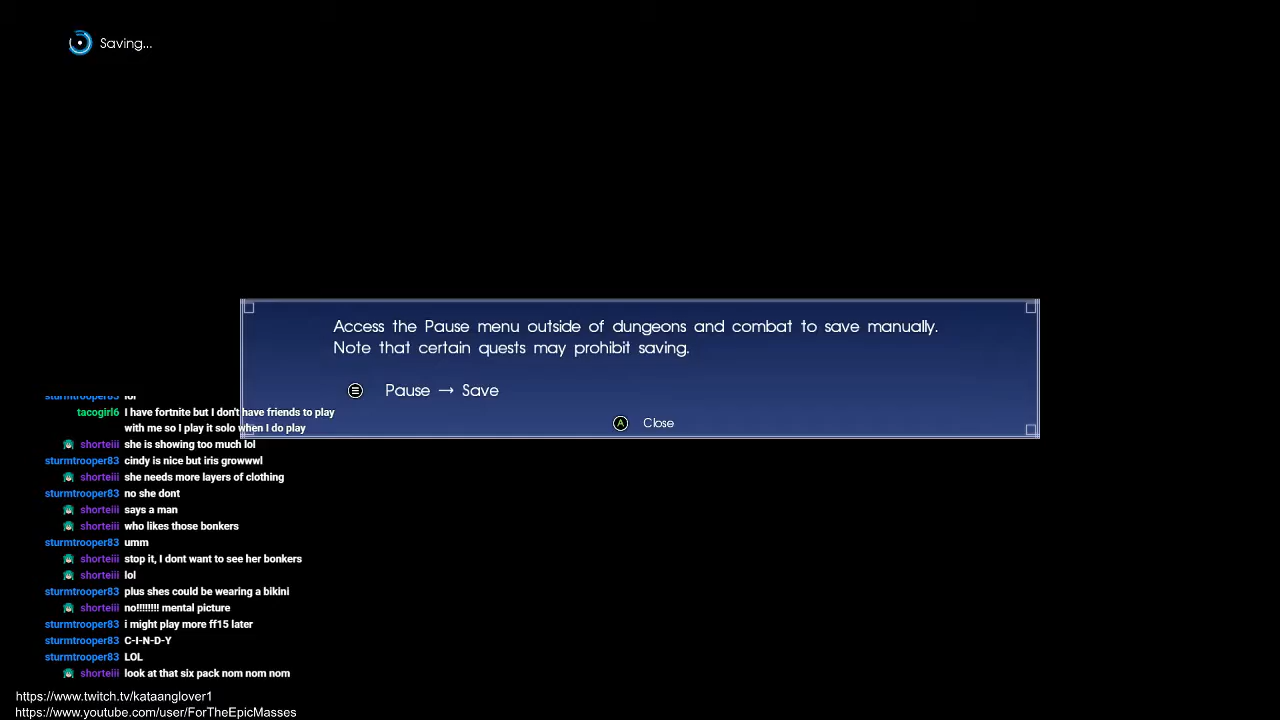 Saving...
Access the Pause menu outside of dungeons and combat to save manually.
Note that certain quests may prohibit saving.
Pause → Save
A Close
sturmtrooper83 lol
tacogirl6 I have fortnite but I don't have friends to play
with me so I play it solo when I do play
shorteiii she is showing too much lol
sturmtrooper83 cindy is nice but iris growwwl
shorteiii she needs more layers of clothing
sturmtrooper83 no she dont
shorteiii says a man
shorteiii who likes those bonkers
sturmtrooper83 umm
shorteiii stop it, I dont want to see her bonkers
shorteiii lol
sturmtrooper83 plus shes could be wearing a bikini
shorteiii no!!!!!!!! mental picture
sturmtrooper83 i might play more ff15 later
sturmtrooper83 C-I-N-D-Y
sturmtrooper83 LOL
shorteiii look at that six pack nom nom nom
https://www.twitch.tv/kataanglover1
https://www.youtube.com/user/ForTheEpicMasses